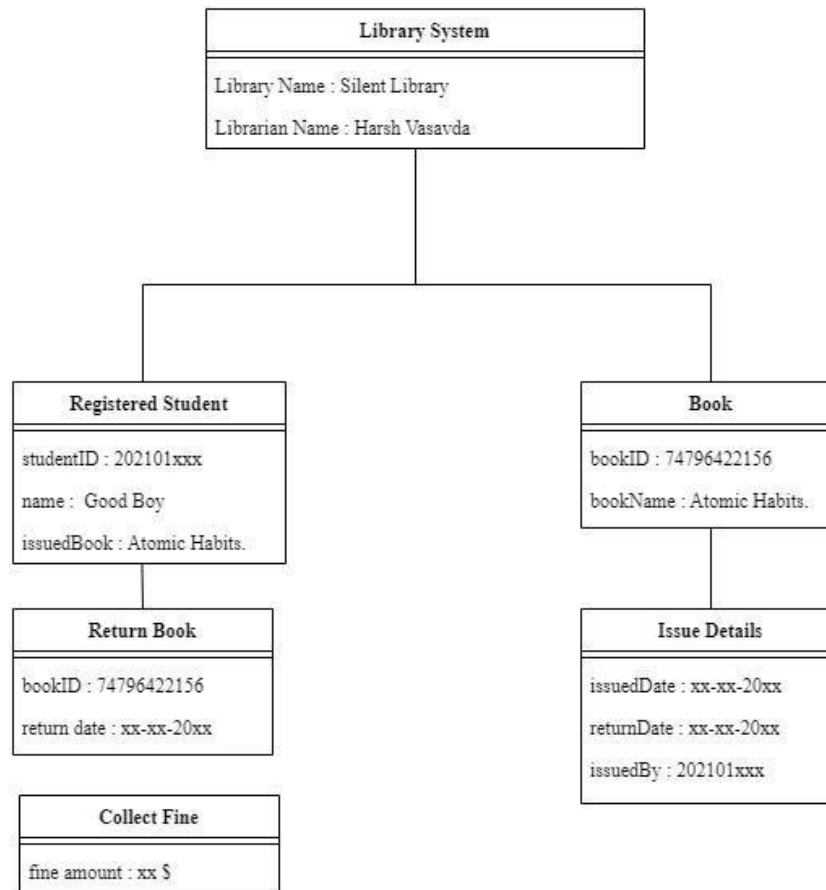 Library System
Library Name : Silent Library
Librarian Name : Harsh Vasavda
Registered Student
studentID : 202101xxx
name : Good Boy
issuedBook : Atomic Habits.
Book
bookID : 74796422156
bookName : Atomic Habits.
Return Book
bookID : 74796422156
return date : xx-xx-20xx
Issue Details
issuedDate : xx-xx-20xx
returnDate : xx-xx-20xx
issuedBy : 202101xxx
Collect Fine
fine amount : xx $